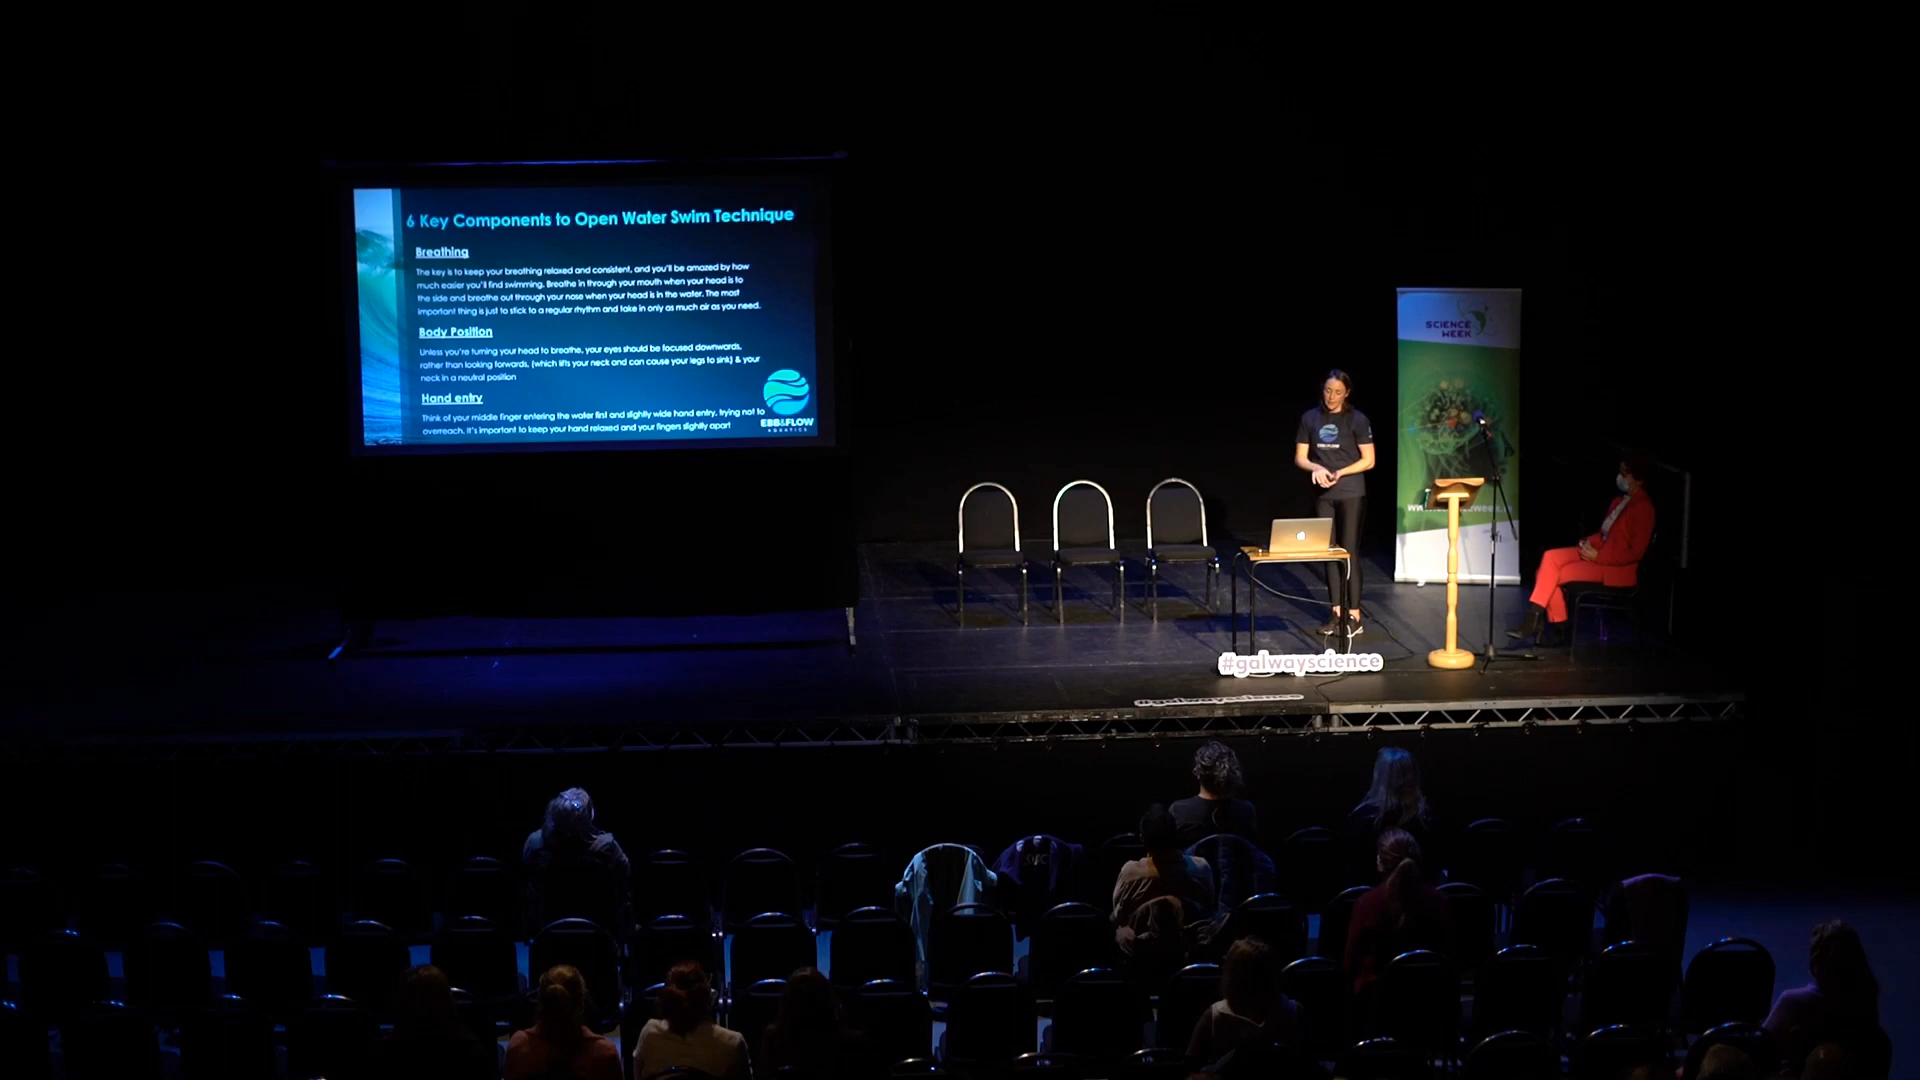 6 Key Components to Open Water Swim Technique
Breathing
The key is to keep your breathing relaxed and consistent, and you'll be amazed by how
much easier you'll find swimming. Breathe in through your mouth when your head is to
the side and breathe out through your nose when your head is in the water. The most
important thing is just to stick to a regular rhythm and take in only as much air as you need.
Body Position
Unless you're turning your head to breathe, your eyes should be focused downwards,
rather than looking forwards, (which lifts your neck and can cause your legs to sink) & your
neck in a neutral position
Hand entry
Think of your middle finger entering the water first and slightly wide hand entry, trying not to
overreach. It's important to keep your hand relaxed and your fingers slightly apart
EBB&FLOW
AQUATICS
SCIENCE
WEEK
EBB&FLOW
#galwayscience
#galwayscience